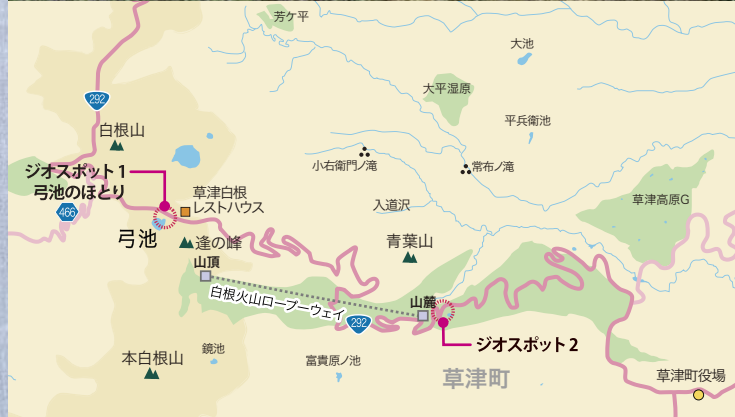 芳ケ平
大池
292
大平湿原
白根山
平兵衛池
ジオスポット1
弓池のほとり
小右衛門ノ滝
常布ノ滝
466
草津白根
レストハウス
入道沢
草津高原G
弓池
逢の峰
青葉山
山頂
白根火山ロープーウェイ
山麓
292
ジオスポット2
本白根山
鏡池
富貴原ノ池
草津町
草津町役場